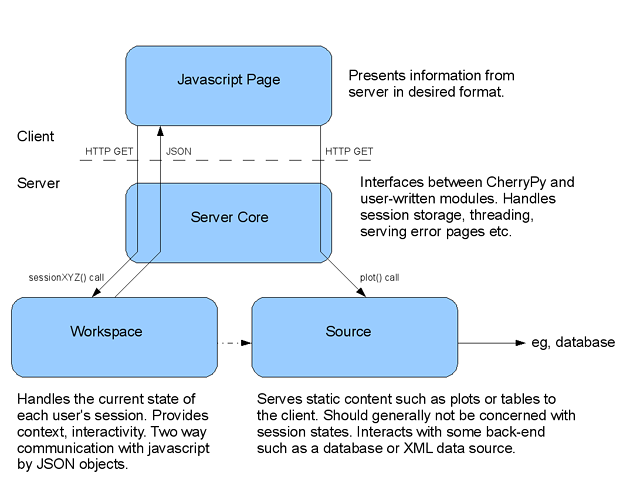 Javascript Page
Presents information from
server in desired format.
Client
HTTP GET
JSON
HTTP GET
Server
Interfaces between CherryPy and
user-written modules. Handles
session storage, threading,
serving error pages etc.
Server Core
sessionXYZ() call
plot() call
Workspace
Source
eg, database
Handles the current state of
each user's session. Provides
context, interactivity. Two way
communication with javascript
by JSON objects.
Serves static content such as plots or tables to
the client. Should generally not be concerned with
session states. Interacts with some back-end
such as a database or XML data source.